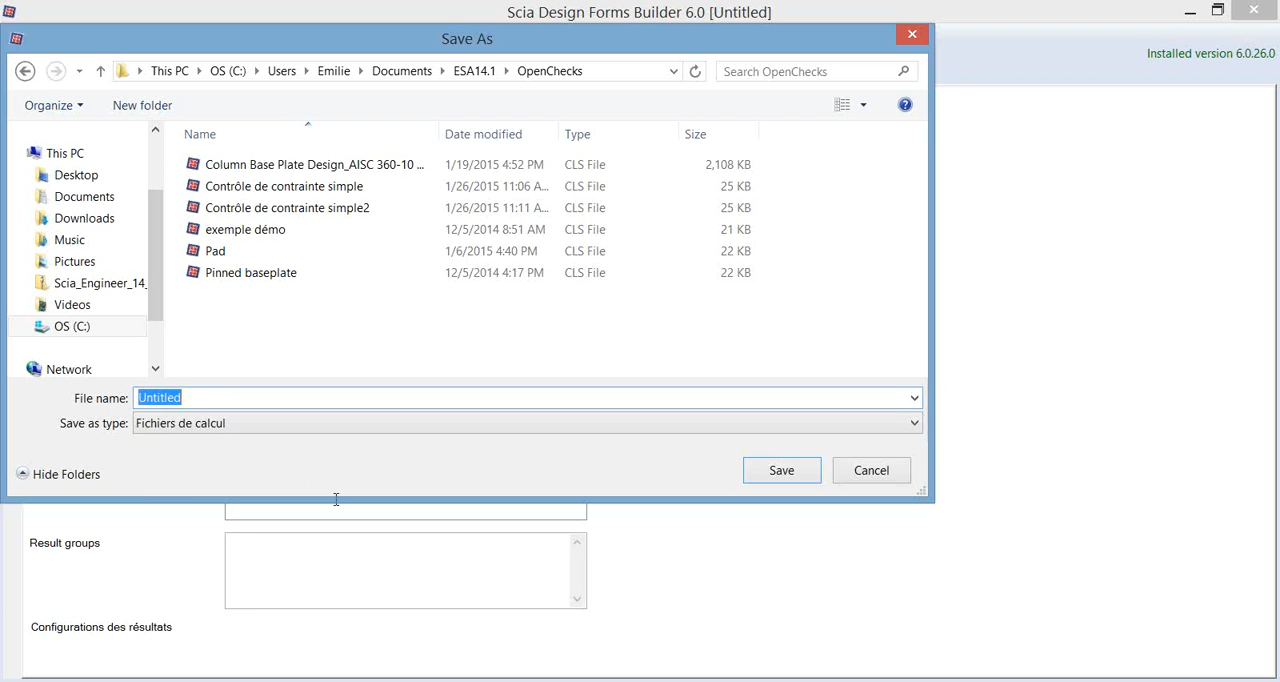 Scia Design Forms Builder 6.0 [Untitled]
Save As
Installed version 6.0.26.0
This PC OS (C:) Users Emilie Documents ESA14.1 OpenChecks
Search OpenChecks
Organize New folder
Name Date modified Type Size
This PC
Desktop
Documents
Downloads
Music
Pictures
Scia_Engineer_14_
Videos
OS (C:)
Network
Column Base Plate Design_AISC 360-10 ... 1/19/2015 4:52 PM CLS File 2,108 KB
Contrôle de contrainte simple 1/26/2015 11:06 A... CLS File 25 KB
Contrôle de contrainte simple2 1/26/2015 11:11 A... CLS File 25 KB
exemple démo 12/5/2014 8:51 AM CLS File 21 KB
Pad 1/6/2015 4:40 PM CLS File 22 KB
Pinned baseplate 12/5/2014 4:17 PM CLS File 22 KB
File name: Untitled
Save as type: Fichiers de calcul
Hide Folders Save Cancel
Result groups
Configurations des résultats